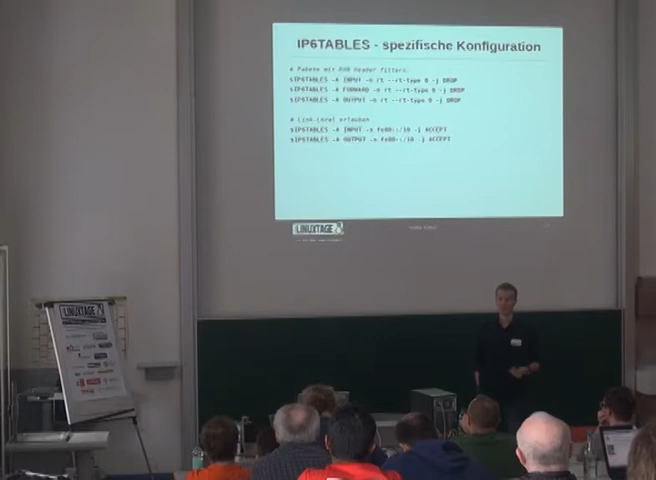 IP6TABLES - spezifische Konfiguration
# Pakete mit RH0 Header filtern.
$IP6TABLES -A INPUT -m rt --rt-type 0 -j DROP
$IP6TABLES -A FORWARD -m rt --rt-type 0 -j DROP
$IP6TABLES -A OUTPUT -m rt --rt-type 0 -j DROP
# Link-Local erlauben
$IP6TABLES -A INPUT -s fe80::/10 -j ACCEPT
$IP6TABLES -A OUTPUT -s fe80::/10 -j ACCEPT
LINUXTAGE
LINUXTAGE